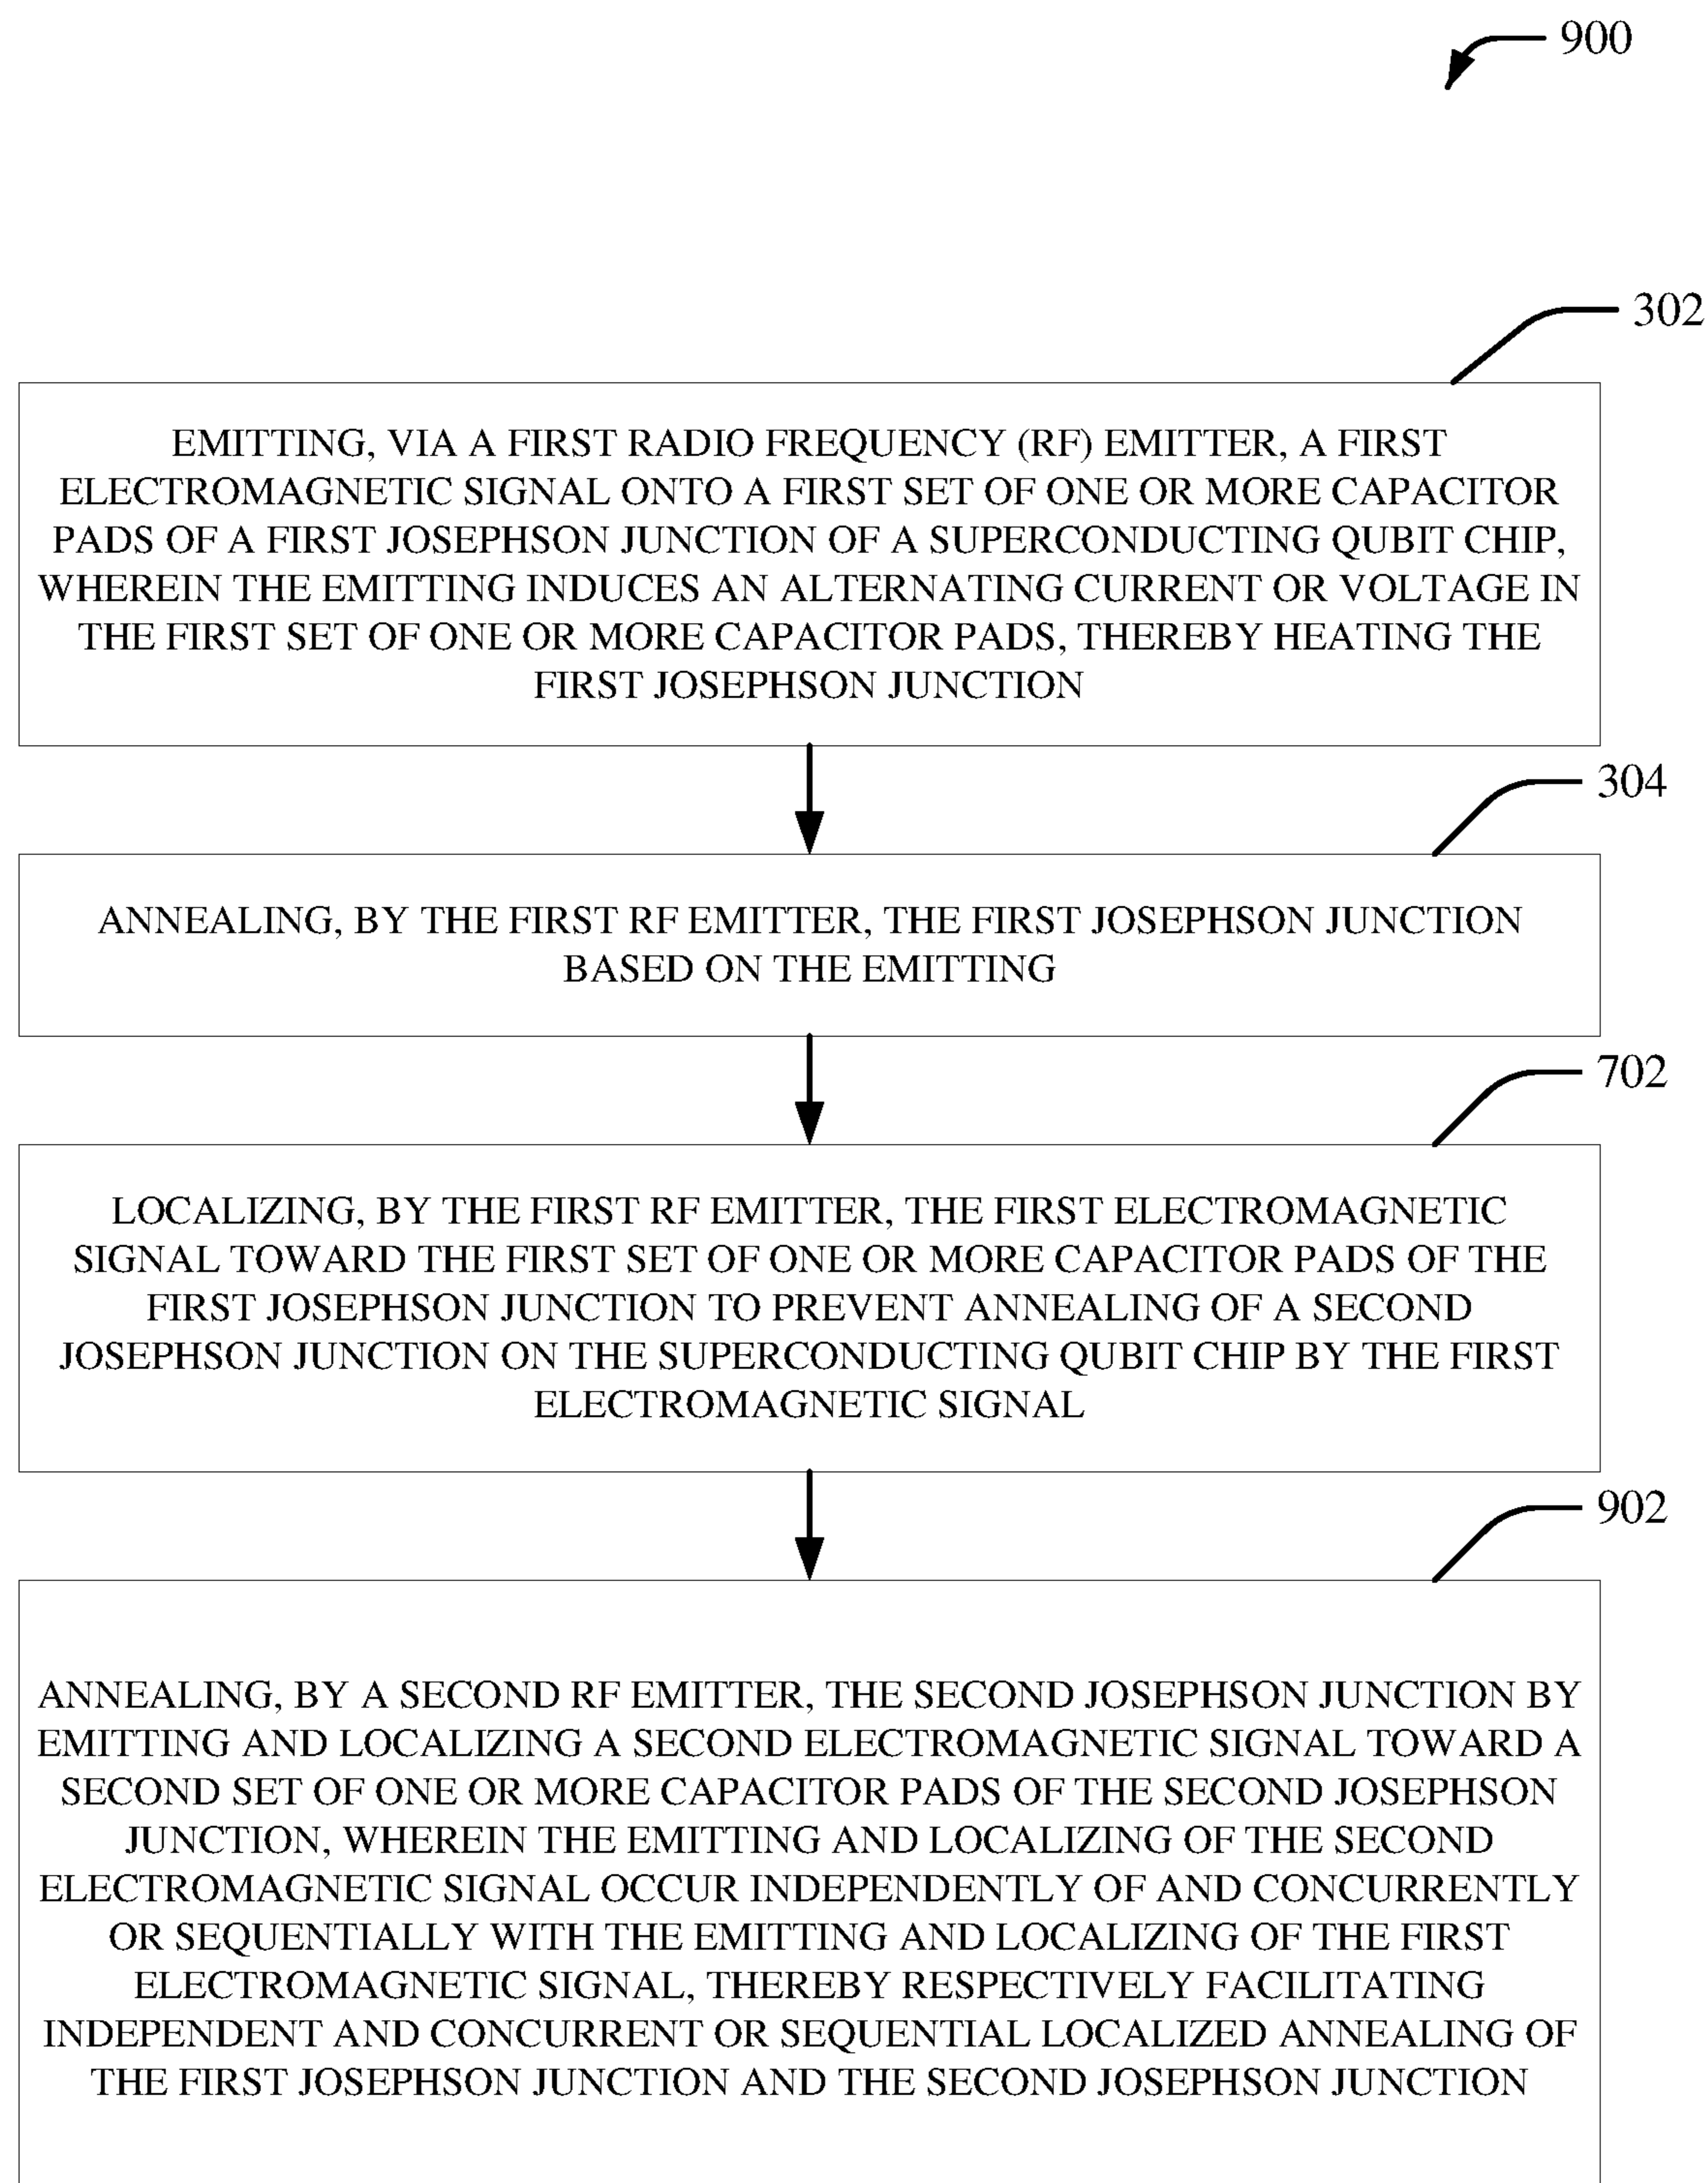 900
302
EMITTING, VIA A FIRST RADIO FREQUENCY (RF) EMITTER, A FIRST
ELECTROMAGNETIC SIGNAL ONTO A FIRST SET OF ONE OR MORE CAPACITOR
PADS OF A FIRST JOSEPHSON JUNCTION OF A SUPERCONDUCTING QUBIT CHIP,
WHEREIN THE EMITTING INDUCES AN ALTERNATING CURRENT OR VOLTAGE IN
THE FIRST SET OF ONE OR MORE CAPACITOR PADS, THEREBY HEATING THE
FIRST JOSEPHSON JUNCTION
304
ANNEALING, BY THE FIRST RF EMITTER, THE FIRST JOSEPHSON JUNCTION
BASED ON THE EMITTING
702
LOCALIZING, BY THE FIRST RF EMITTER, THE FIRST ELECTROMAGNETIC
SIGNAL TOWARD THE FIRST SET OF ONE OR MORE CAPACITOR PADS OF THE
FIRST JOSEPHSON JUNCTION TO PREVENT ANNEALING OF A SECOND
JOSEPHSON JUNCTION ON THE SUPERCONDUCTING QUBIT CHIP BY THE FIRST
ELECTROMAGNETIC SIGNAL
902
ANNEALING, BY A SECOND RF EMITTER, THE SECOND JOSEPHSON JUNCTION BY
EMITTING AND LOCALIZING A SECOND ELECTROMAGNETIC SIGNAL TOWARD A
SECOND SET OF ONE OR MORE CAPACITOR PADS OF THE SECOND JOSEPHSON
JUNCTION, WHEREIN THE EMITTING AND LOCALIZING OF THE SECOND
ELECTROMAGNETIC SIGNAL OCCUR INDEPENDENTLY OF AND CONCURRENTLY
OR SEQUENTIALLY WITH THE EMITTING AND LOCALIZING OF THE FIRST
ELECTROMAGNETIC SIGNAL, THEREBY RESPECTIVELY FACILITATING
INDEPENDENT AND CONCURRENT OR SEQUENTIAL LOCALIZED ANNEALING OF
THE FIRST JOSEPHSON JUNCTION AND THE SECOND JOSEPHSON JUNCTION